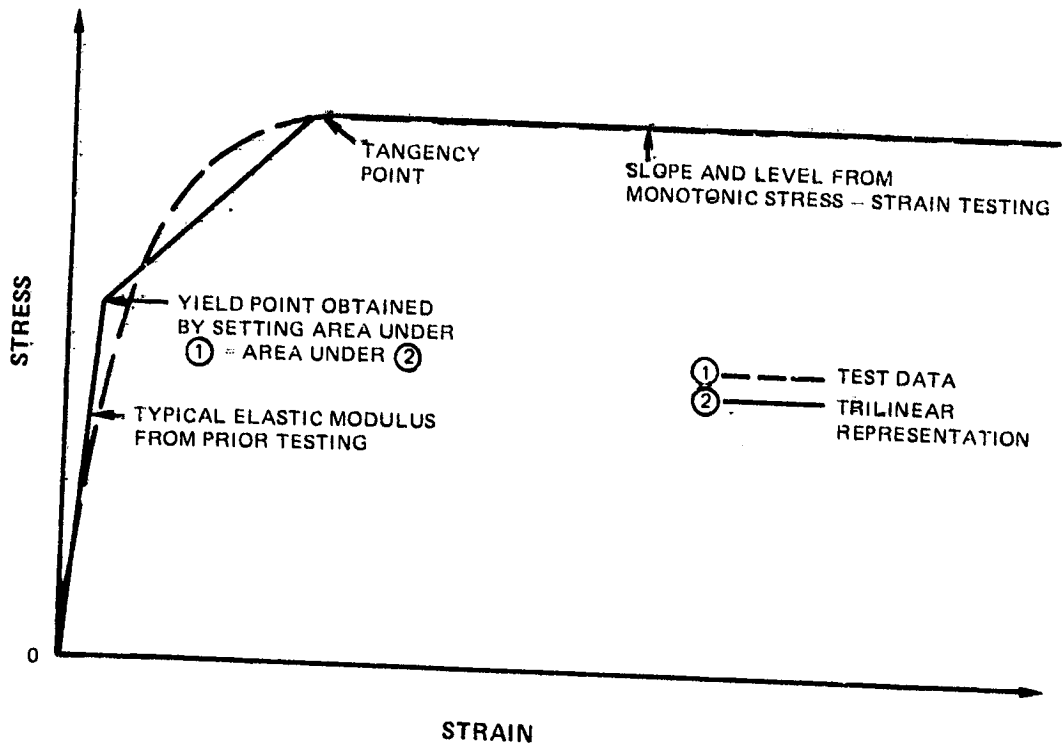 TANGENCY
POINT
SLOPE AND LEVEL FROM
MONOTONIC STRESS – STRAIN TESTING
STRESS
YIELD POINT OBTAINED
BY SETTING AREA UNDER
① = AREA UNDER ②
① TEST DATA
② TRILINEAR
REPRESENTATION
TYPICAL ELASTIC MODULUS
FROM PRIOR TESTING
0
STRAIN